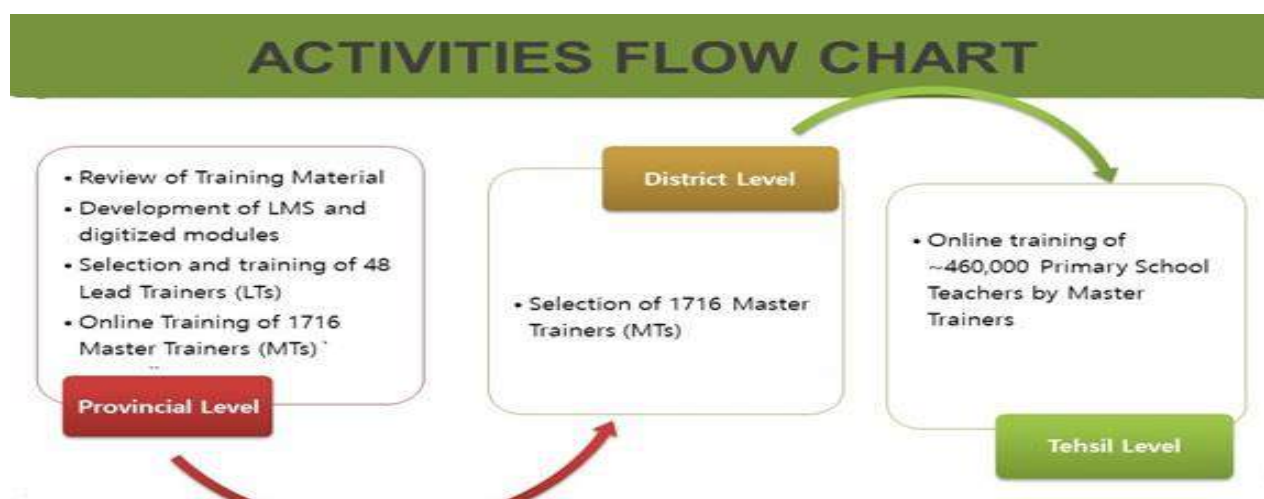 ACTIVITIES FLOW CHART
• Review of Training Material
• Development of LMS and
digitized modules
• Selection and training of 48
Lead Trainers (LTs)
• Online Training of 1716
Master Trainers (MTs)`
Provincial Level
District Level
• Selection of 1716 Master
Trainers (MTs)
• Online training of
~460,000 Primary School
Teachers by Master
Trainers
Tehsil Level